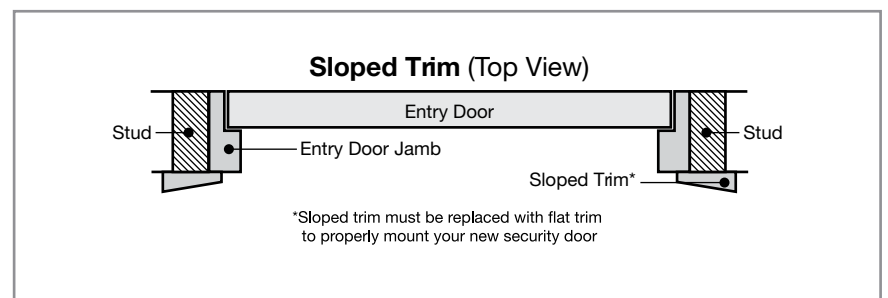 Sloped Trim (Top View)
Entry Door
Stud
Stud
Entry Door Jamb
Sloped Trim*
*Sloped trim must be replaced with flat trim
to properly mount your new security door